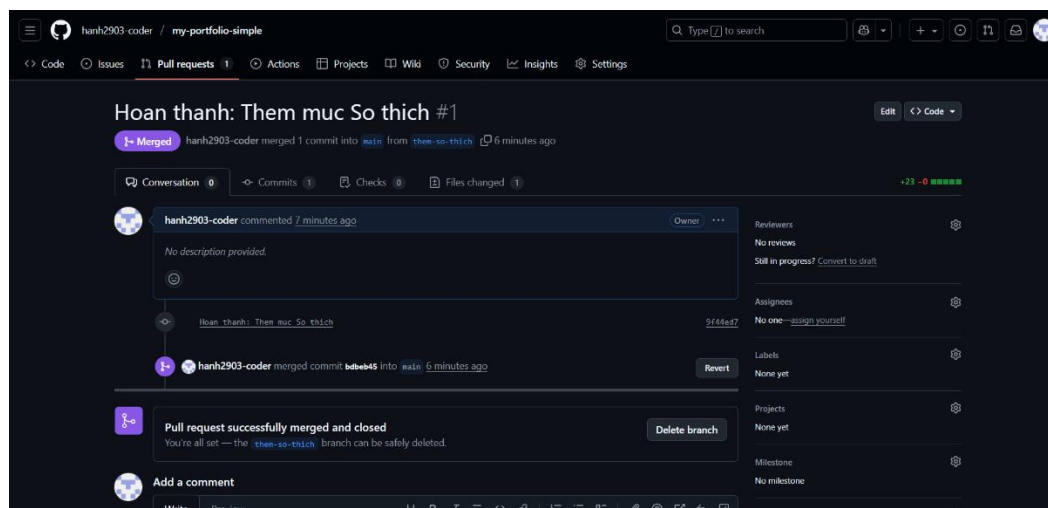 hanh2903-coder / my-portfolio-simple
Type / to search
Code Issues Pull requests 1 Actions Projects Wiki Security Insights Settings
Hoan thanh: Them muc So thich #1
Edit <> Code
Merged hanh2903-coder merged 1 commit into main from them-so-thich 6 minutes ago
Conversation 0 Commits 1 Checks 0 Files changed 1 +23 −0
hanh2903-coder commented 7 minutes ago Owner
No description provided.
Hoan thanh: Them muc So thich 9f44ed7
hanh2903-coder merged commit bdbeb45 into main 6 minutes ago Revert
Pull request successfully merged and closed
You're all set — the them-so-thich branch can be safely deleted.
Delete branch
Add a comment
Write Preview
Reviewers
No reviews
Still in progress? Convert to draft
Assignees
No one—assign yourself
Labels
None yet
Projects
None yet
Milestone
No milestone